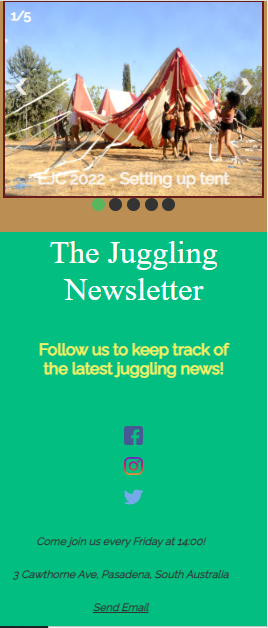 1/5
EJC 2022 - Setting up tent
The Juggling
Newsletter
Follow us to keep track of
the latest juggling news!
Come join us every Friday at 14:00!
3 Cawthorne Ave, Pasadena, South Australia
Send Email